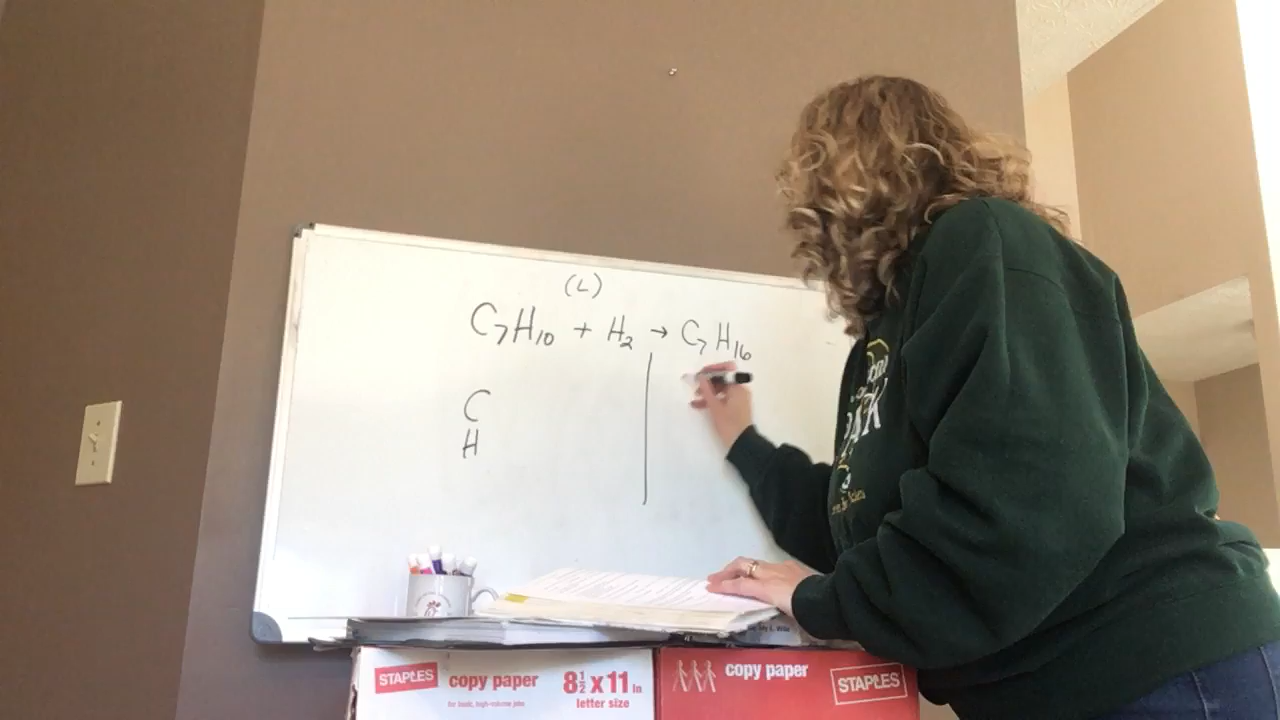 (L)
C₇H₁₀ + H₂ → C₇H₁₆
C
H
STAPLES
copy paper
8½ x 11 in
letter size
for basic, high-volume jobs
copy paper
STAPLES